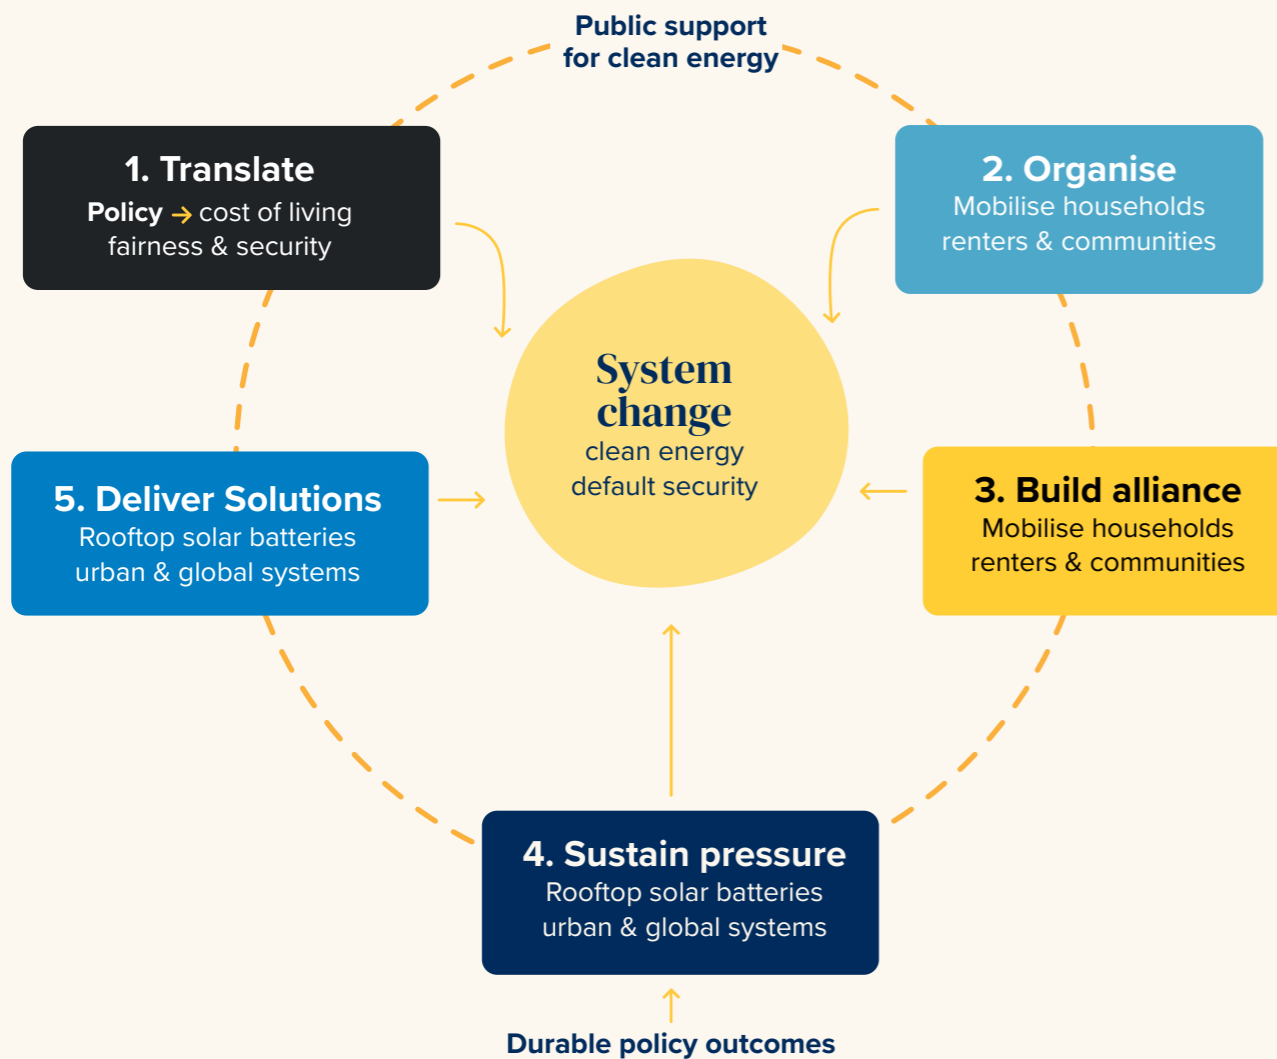 Public support
for clean energy
1. Translate
Policy → cost of living
fairness & security
2. Organise
Mobilise households
renters & communities
System
change
clean energy
default security
5. Deliver Solutions
Rooftop solar batteries
urban & global systems
3. Build alliance
Mobilise households
renters & communities
4. Sustain pressure
Rooftop solar batteries
urban & global systems
Durable policy outcomes